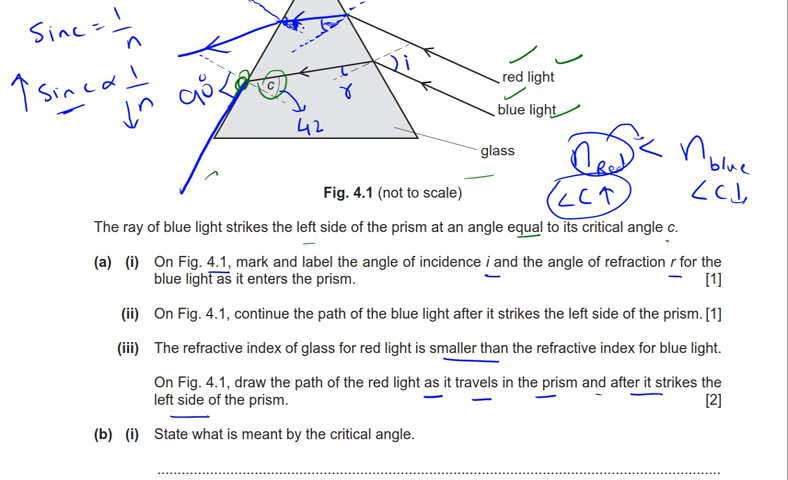 Sinc = 1/n
↑ Sin c ∝ 1/n ↓
90°
c
42
i
r
red light
blue light
glass
n Red < n blue
<C↑ <C↓
Fig. 4.1 (not to scale)
The ray of blue light strikes the left side of the prism at an angle equal to its critical angle c.
(a) (i) On Fig. 4.1, mark and label the angle of incidence i and the angle of refraction r for the
blue light as it enters the prism. [1]
(ii) On Fig. 4.1, continue the path of the blue light after it strikes the left side of the prism. [1]
(iii) The refractive index of glass for red light is smaller than the refractive index for blue light.
On Fig. 4.1, draw the path of the red light as it travels in the prism and after it strikes the
left side of the prism. [2]
(b) (i) State what is meant by the critical angle.